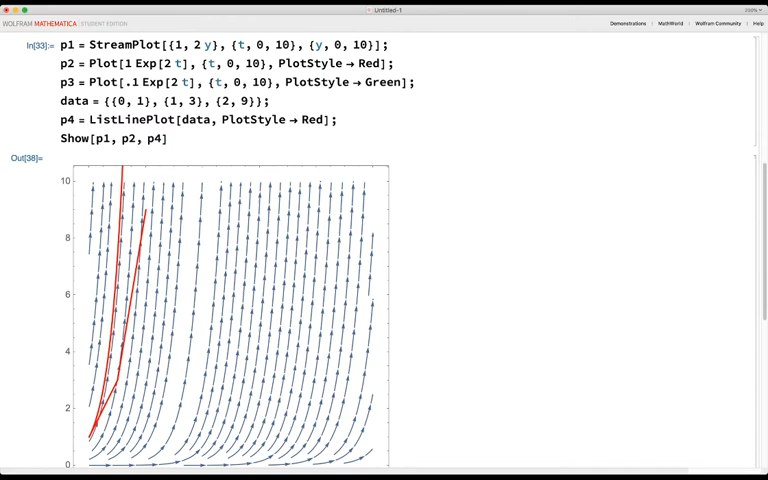 Untitled-1
WOLFRAM MATHEMATICA | STUDENT EDITION
Demonstrations | MathWorld | Wolfram Community | Help
In[33]:= p1 = StreamPlot[{1, 2 y}, {t, 0, 10}, {y, 0, 10}];
p2 = Plot[1 Exp[2 t], {t, 0, 10}, PlotStyle → Red];
p3 = Plot[.1 Exp[2 t], {t, 0, 10}, PlotStyle → Green];
data = {{0, 1}, {1, 3}, {2, 9}};
p4 = ListLinePlot[data, PlotStyle → Red];
Show[p1, p2, p4]
Out[38]=
10
8
6
4
2
0